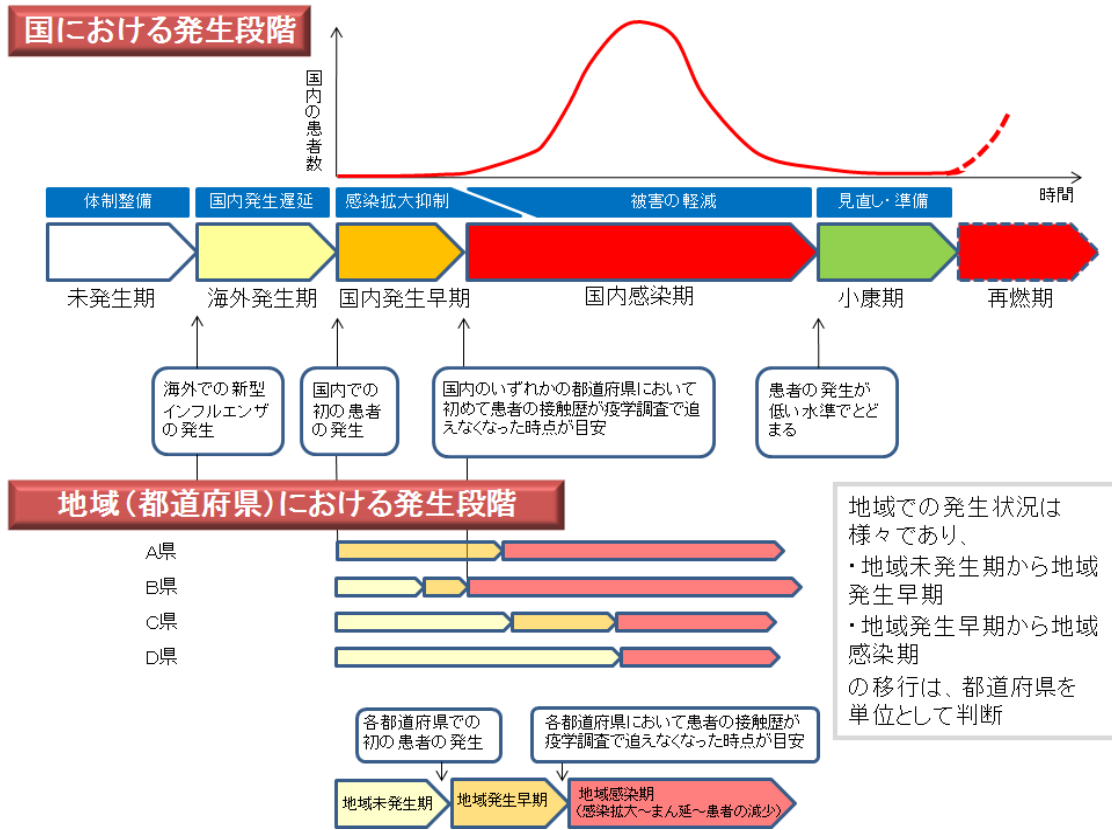 国における発生段階
国内の患者数
時間
体制整備
国内発生遅延
感染拡大抑制
被害の軽減
見直し・準備
未発生期
海外発生期
国内発生早期
国内感染期
小康期
再燃期
海外での新型
インフルエンザ
の発生
国内での
初の患者
の発生
国内のいずれかの都道府県において
初めて患者の接触歴が疫学調査で追
えなくなった時点が目安
患者の発生が
低い水準でとど
まる
地域(都道府県)における発生段階
A県
B県
C県
D県
地域での発生状況は
様々であり、
・地域未発生期から地域
発生早期
・地域発生早期から地域
感染期
の移行は、都道府県を
単位として判断
各都道府県での
初の患者の発生
各都道府県において患者の接触歴が
疫学調査で追えなくなった時点が目安
地域未発生期
地域発生早期
地域感染期
(感染拡大~まん延~患者の減少)